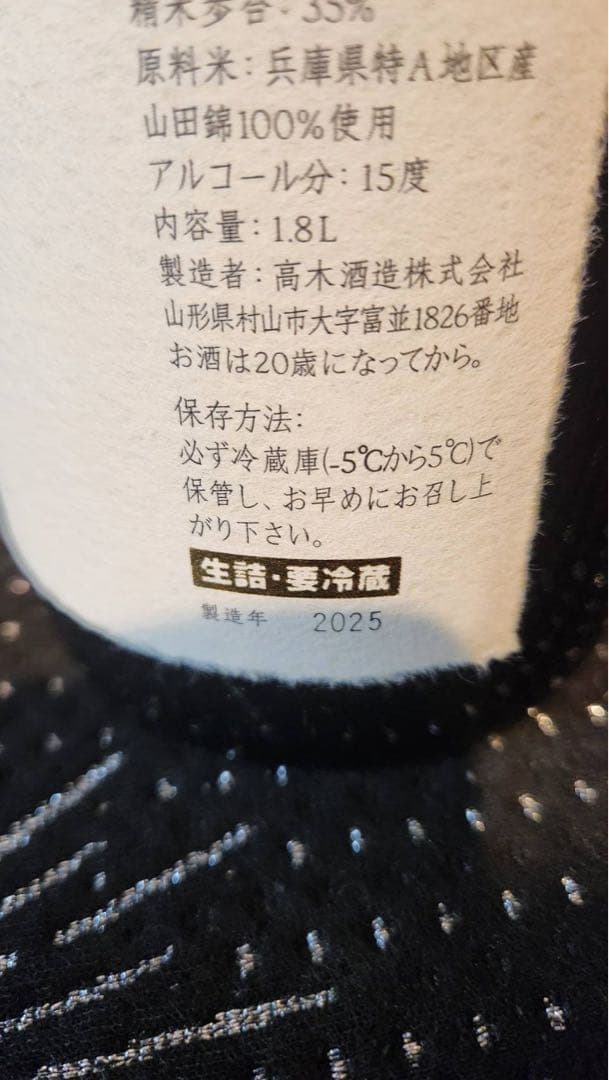 精米歩合：35%
原料米：兵庫県特A地区産
山田錦100%使用
アルコール分：15度
内容量：1.8L
製造者：高木酒造株式会社
山形県村山市大字富並1826番地
お酒は20歳になってから。
保存方法：
必ず冷蔵庫(-5℃から5℃)で
保管し、お早めにお召し上
がり下さい。
生詰・要冷蔵
製造年 2025